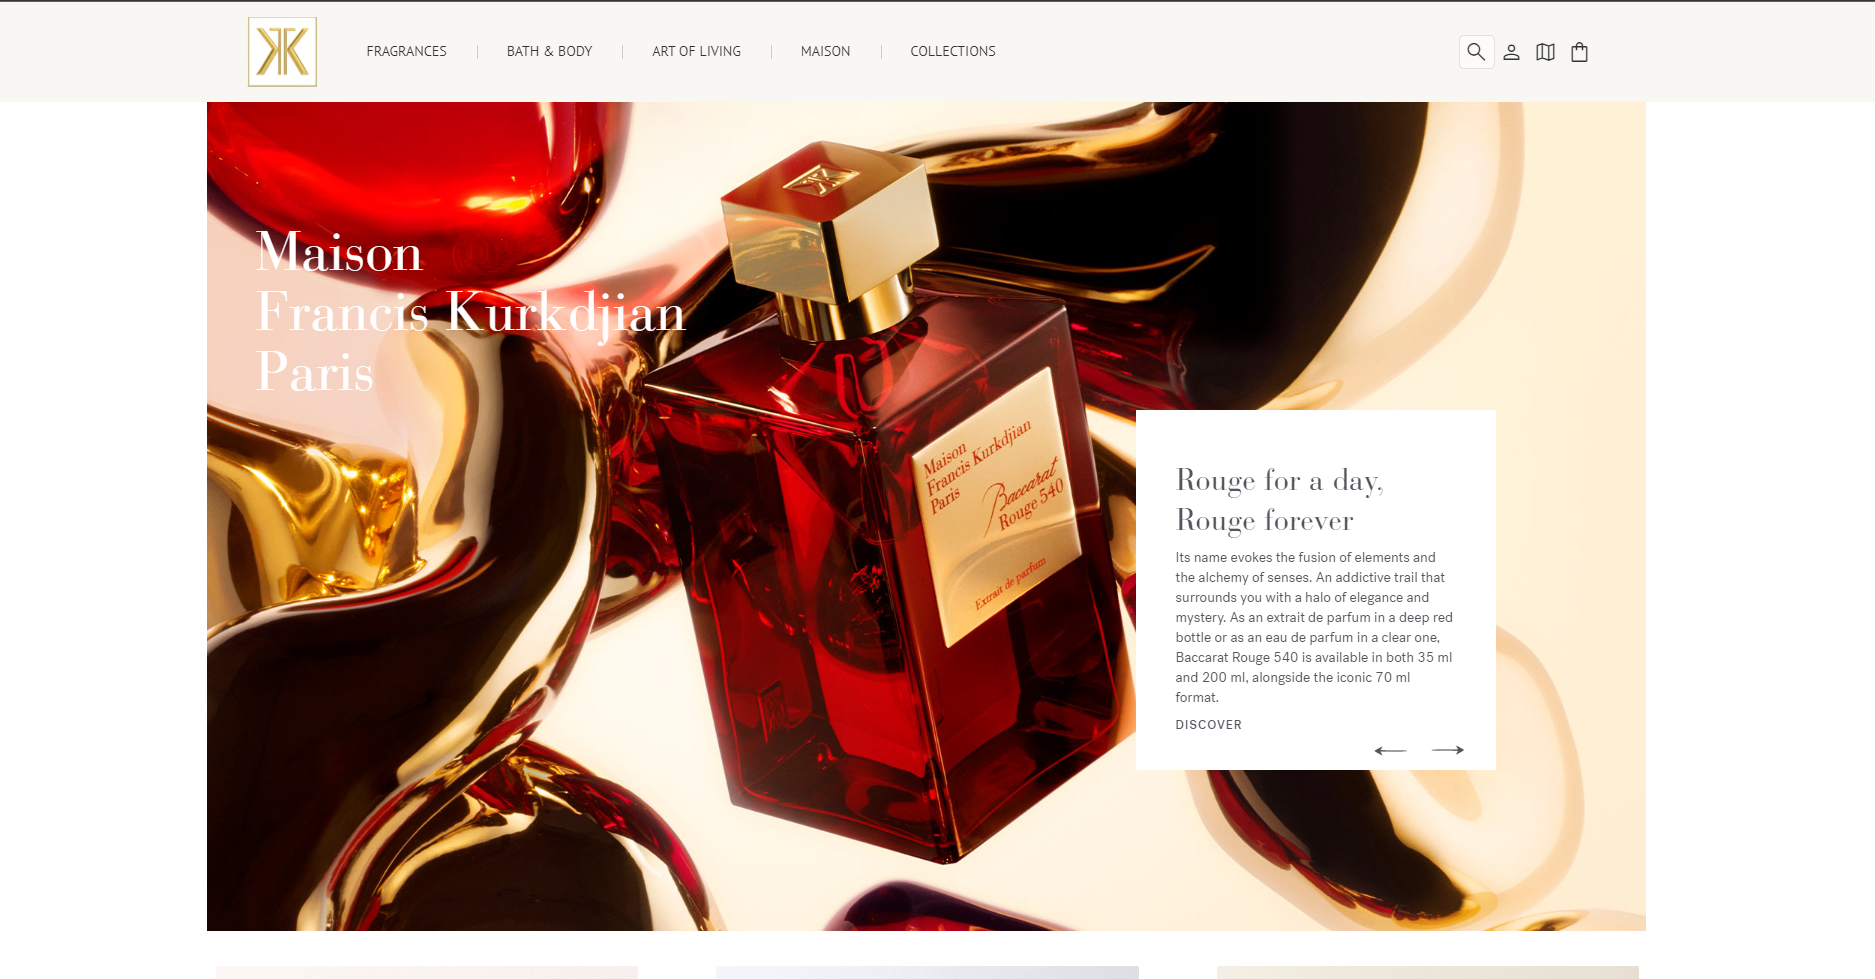 FRAGRANCES
BATH & BODY
ART OF LIVING
MAISON
COLLECTIONS
Maison
Francis Kurkdjian
Paris
Maison
Francis Kurkdjian
Paris
Baccarat
Rouge 540
Extrait de parfum
Rouge for a day,
Rouge forever
Its name evokes the fusion of elements and
the alchemy of senses. An addictive trail that
surrounds you with a halo of elegance and
mystery. As an extrait de parfum in a deep red
bottle or as an eau de parfum in a clear one,
Baccarat Rouge 540 is available in both 35 ml
and 200 ml, alongside the iconic 70 ml
format.
DISCOVER